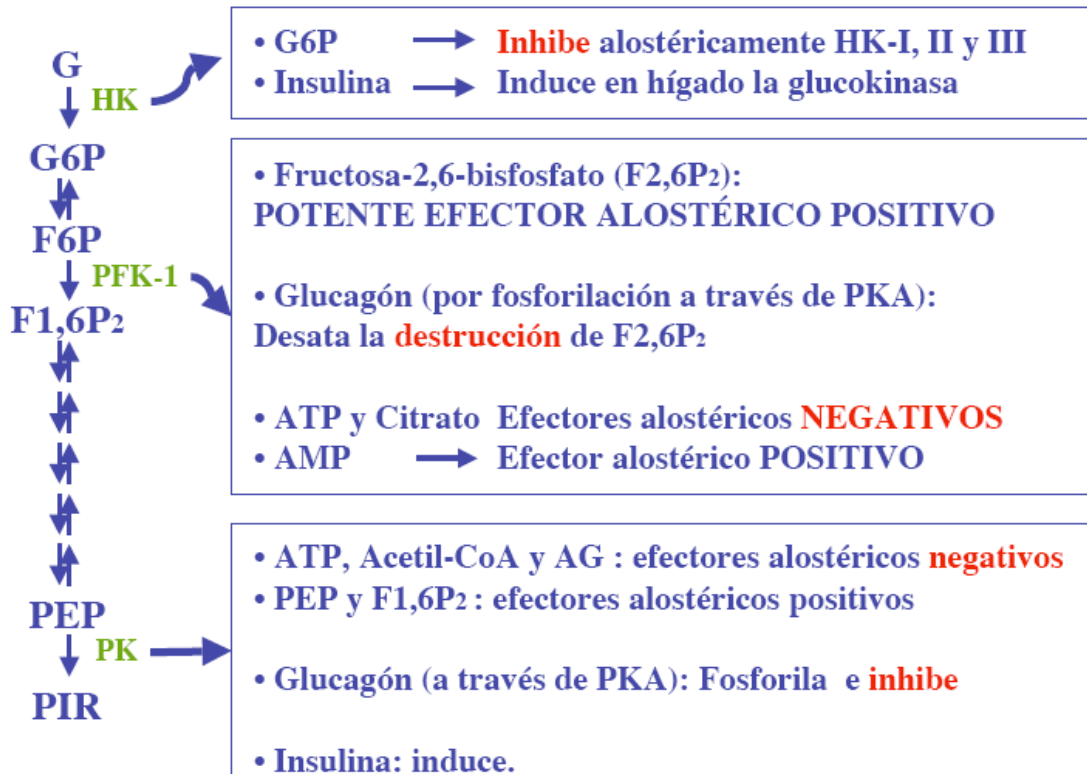 G
HK
G6P
F6P
PFK-1
F1,6P₂
PEP
PK
PIR
• G6P Inhibe alostéricamente HK-I, II y III
• Insulina Induce en hígado la glucokinasa
• Fructosa-2,6-bisfosfato (F2,6P₂):
POTENTE EFECTOR ALOSTÉRICO POSITIVO
• Glucagón (por fosforilación a través de PKA):
Desata la destrucción de F2,6P₂
• ATP y Citrato Efectores alostéricos NEGATIVOS
• AMP Efector alostérico POSITIVO
• ATP, Acetil-CoA y AG : efectores alostéricos negativos
• PEP y F1,6P₂ : efectores alostéricos positivos
• Glucagón (a través de PKA): Fosforila e inhibe
• Insulina: induce.